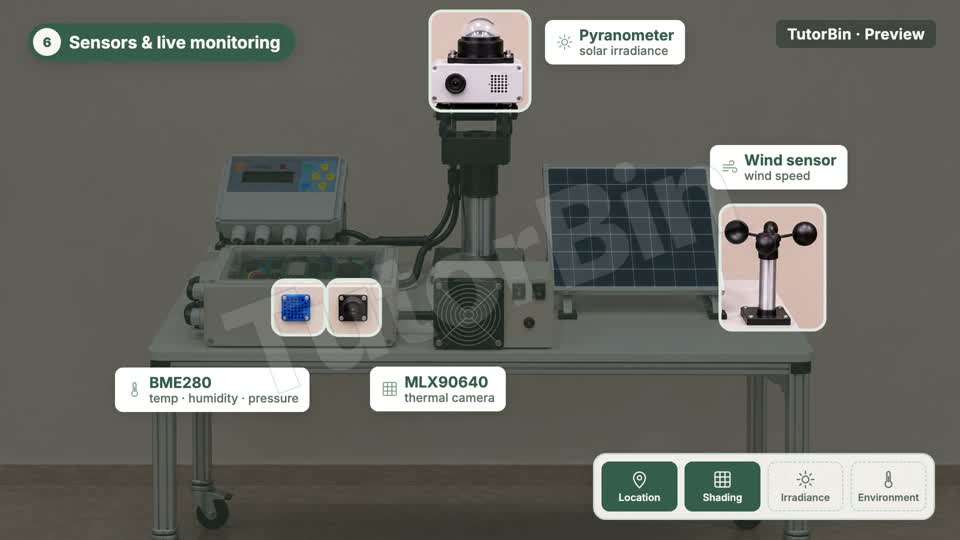 6 Sensors & live monitoring
Pyranometer
solar irradiance
TutorBin · Preview
Wind sensor
wind speed
TutorBin
BME280
temp · humidity · pressure
MLX90640
thermal camera
Location
Shading
Irradiance
Environment